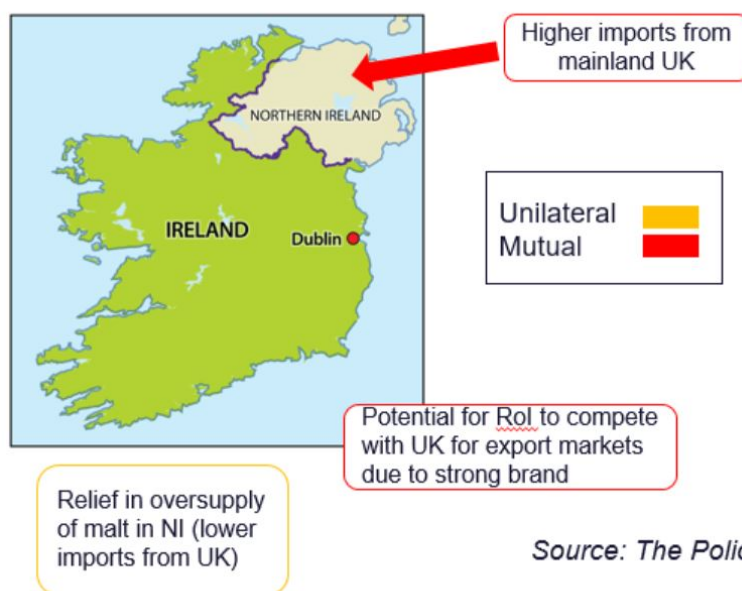 Higher imports from
mainland UK
NORTHERN IRELAND
IRELAND
Dublin
Unilateral
Mutual
Potential for RoI to compete
with UK for export markets
due to strong brand
Relief in oversupply
of malt in NI (lower
imports from UK)
Source: The